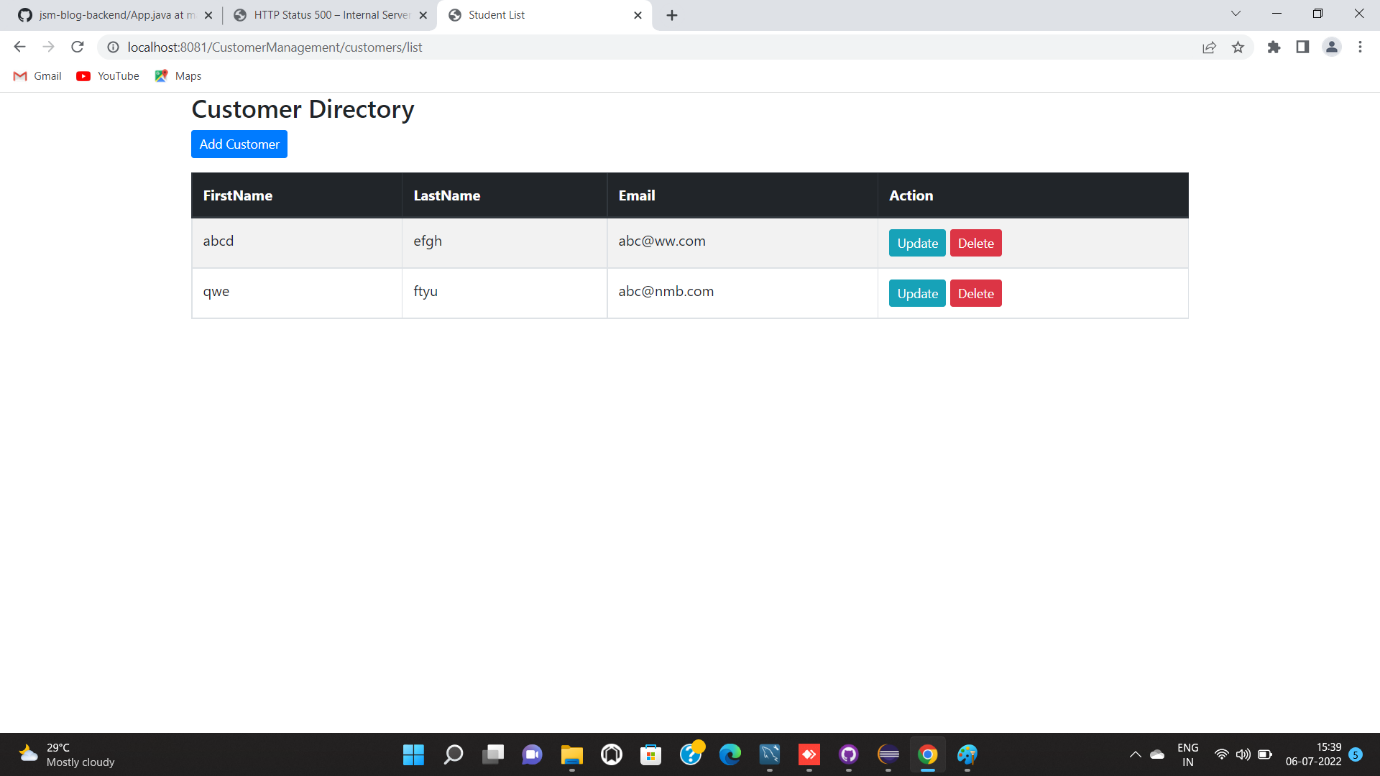 jsm-blog-backend/App.java at m
HTTP Status 500 – Internal Server
Student List
localhost:8081/CustomerManagement/customers/list
Gmail
YouTube
Maps
Customer Directory
Add Customer
FirstName LastName Email Action
abcd efgh abc@ww.com Update Delete
qwe ftyu abc@nmb.com Update Delete
29°C
Mostly cloudy
ENG
IN
15:39
06-07-2022
5